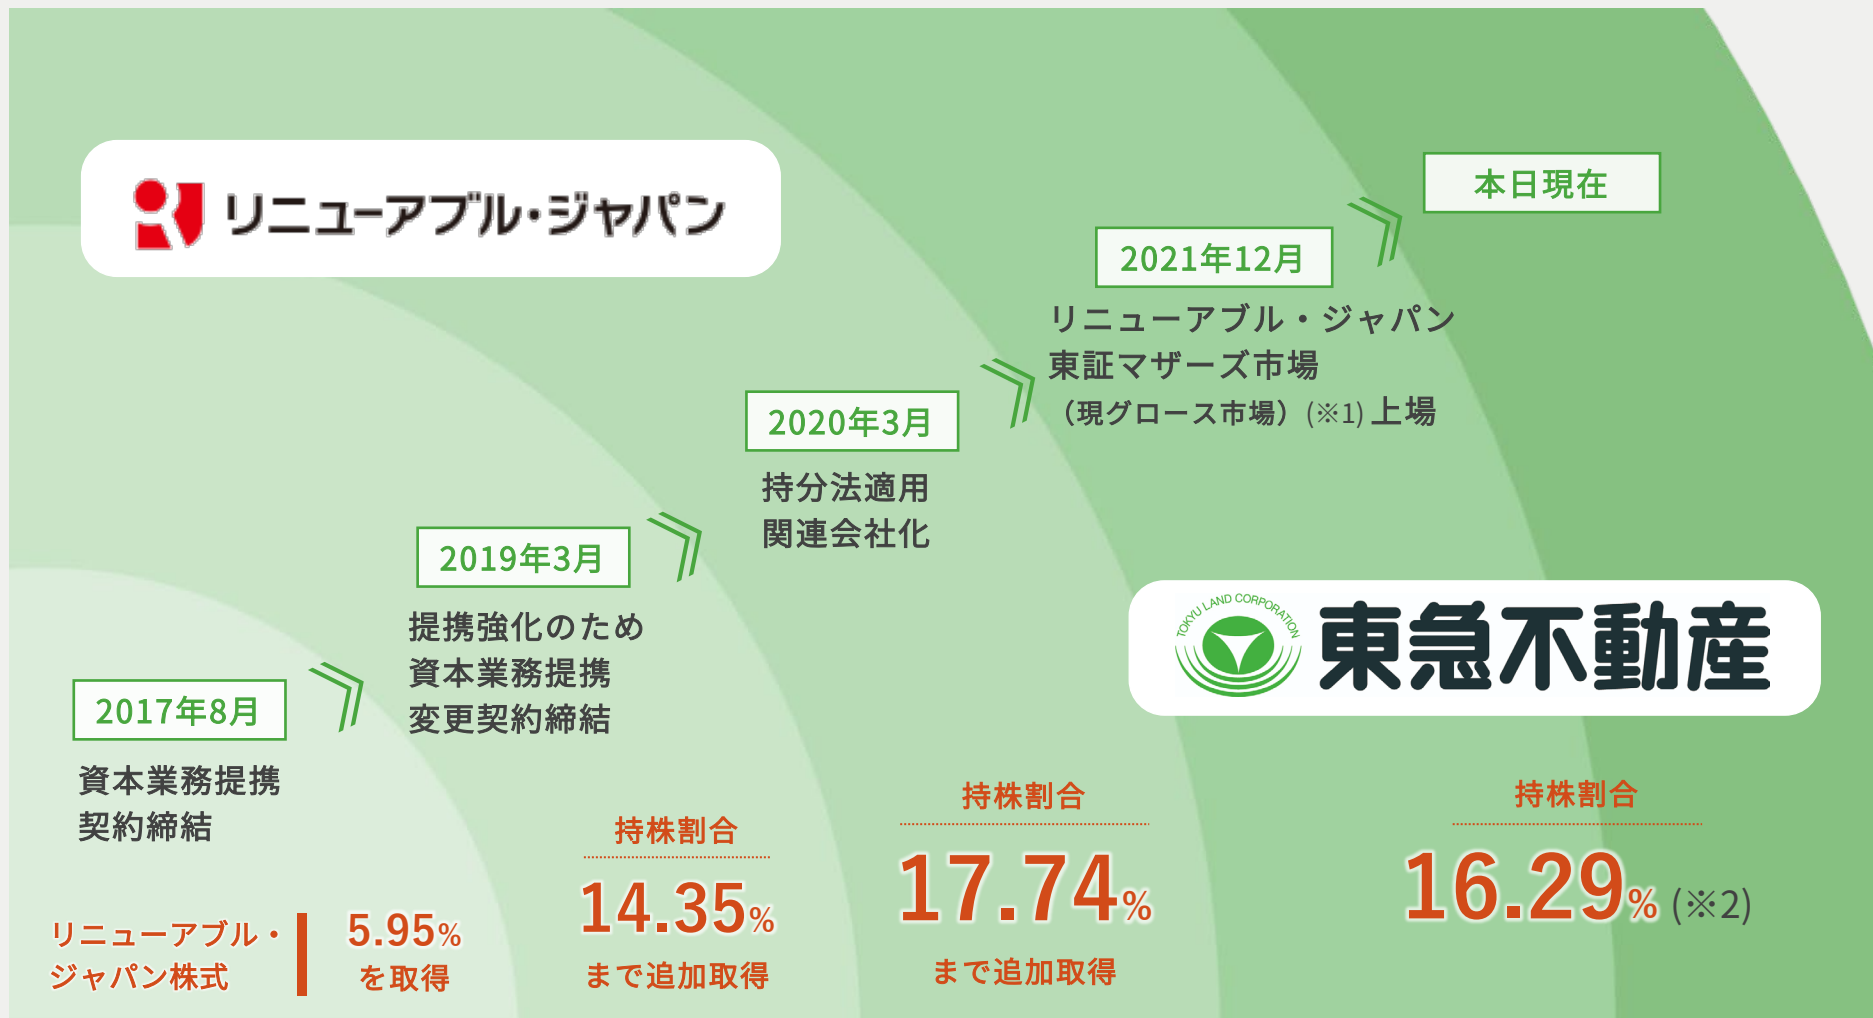 リニューアブル・ジャパン
本日現在
2021年12月
リニューアブル・ジャパン
東証マザーズ市場
（現グロース市場）(※1) 上場
2020年3月
持分法適用
関連会社化
2019年3月
提携強化のため
資本業務提携
変更契約締結
2017年8月
資本業務提携
契約締結
TOKYU LAND CORPORATION
東急不動産
リニューアブル・
ジャパン株式
5.95%
を取得
持株割合
14.35%
まで追加取得
持株割合
17.74%
まで追加取得
持株割合
16.29% (※2)